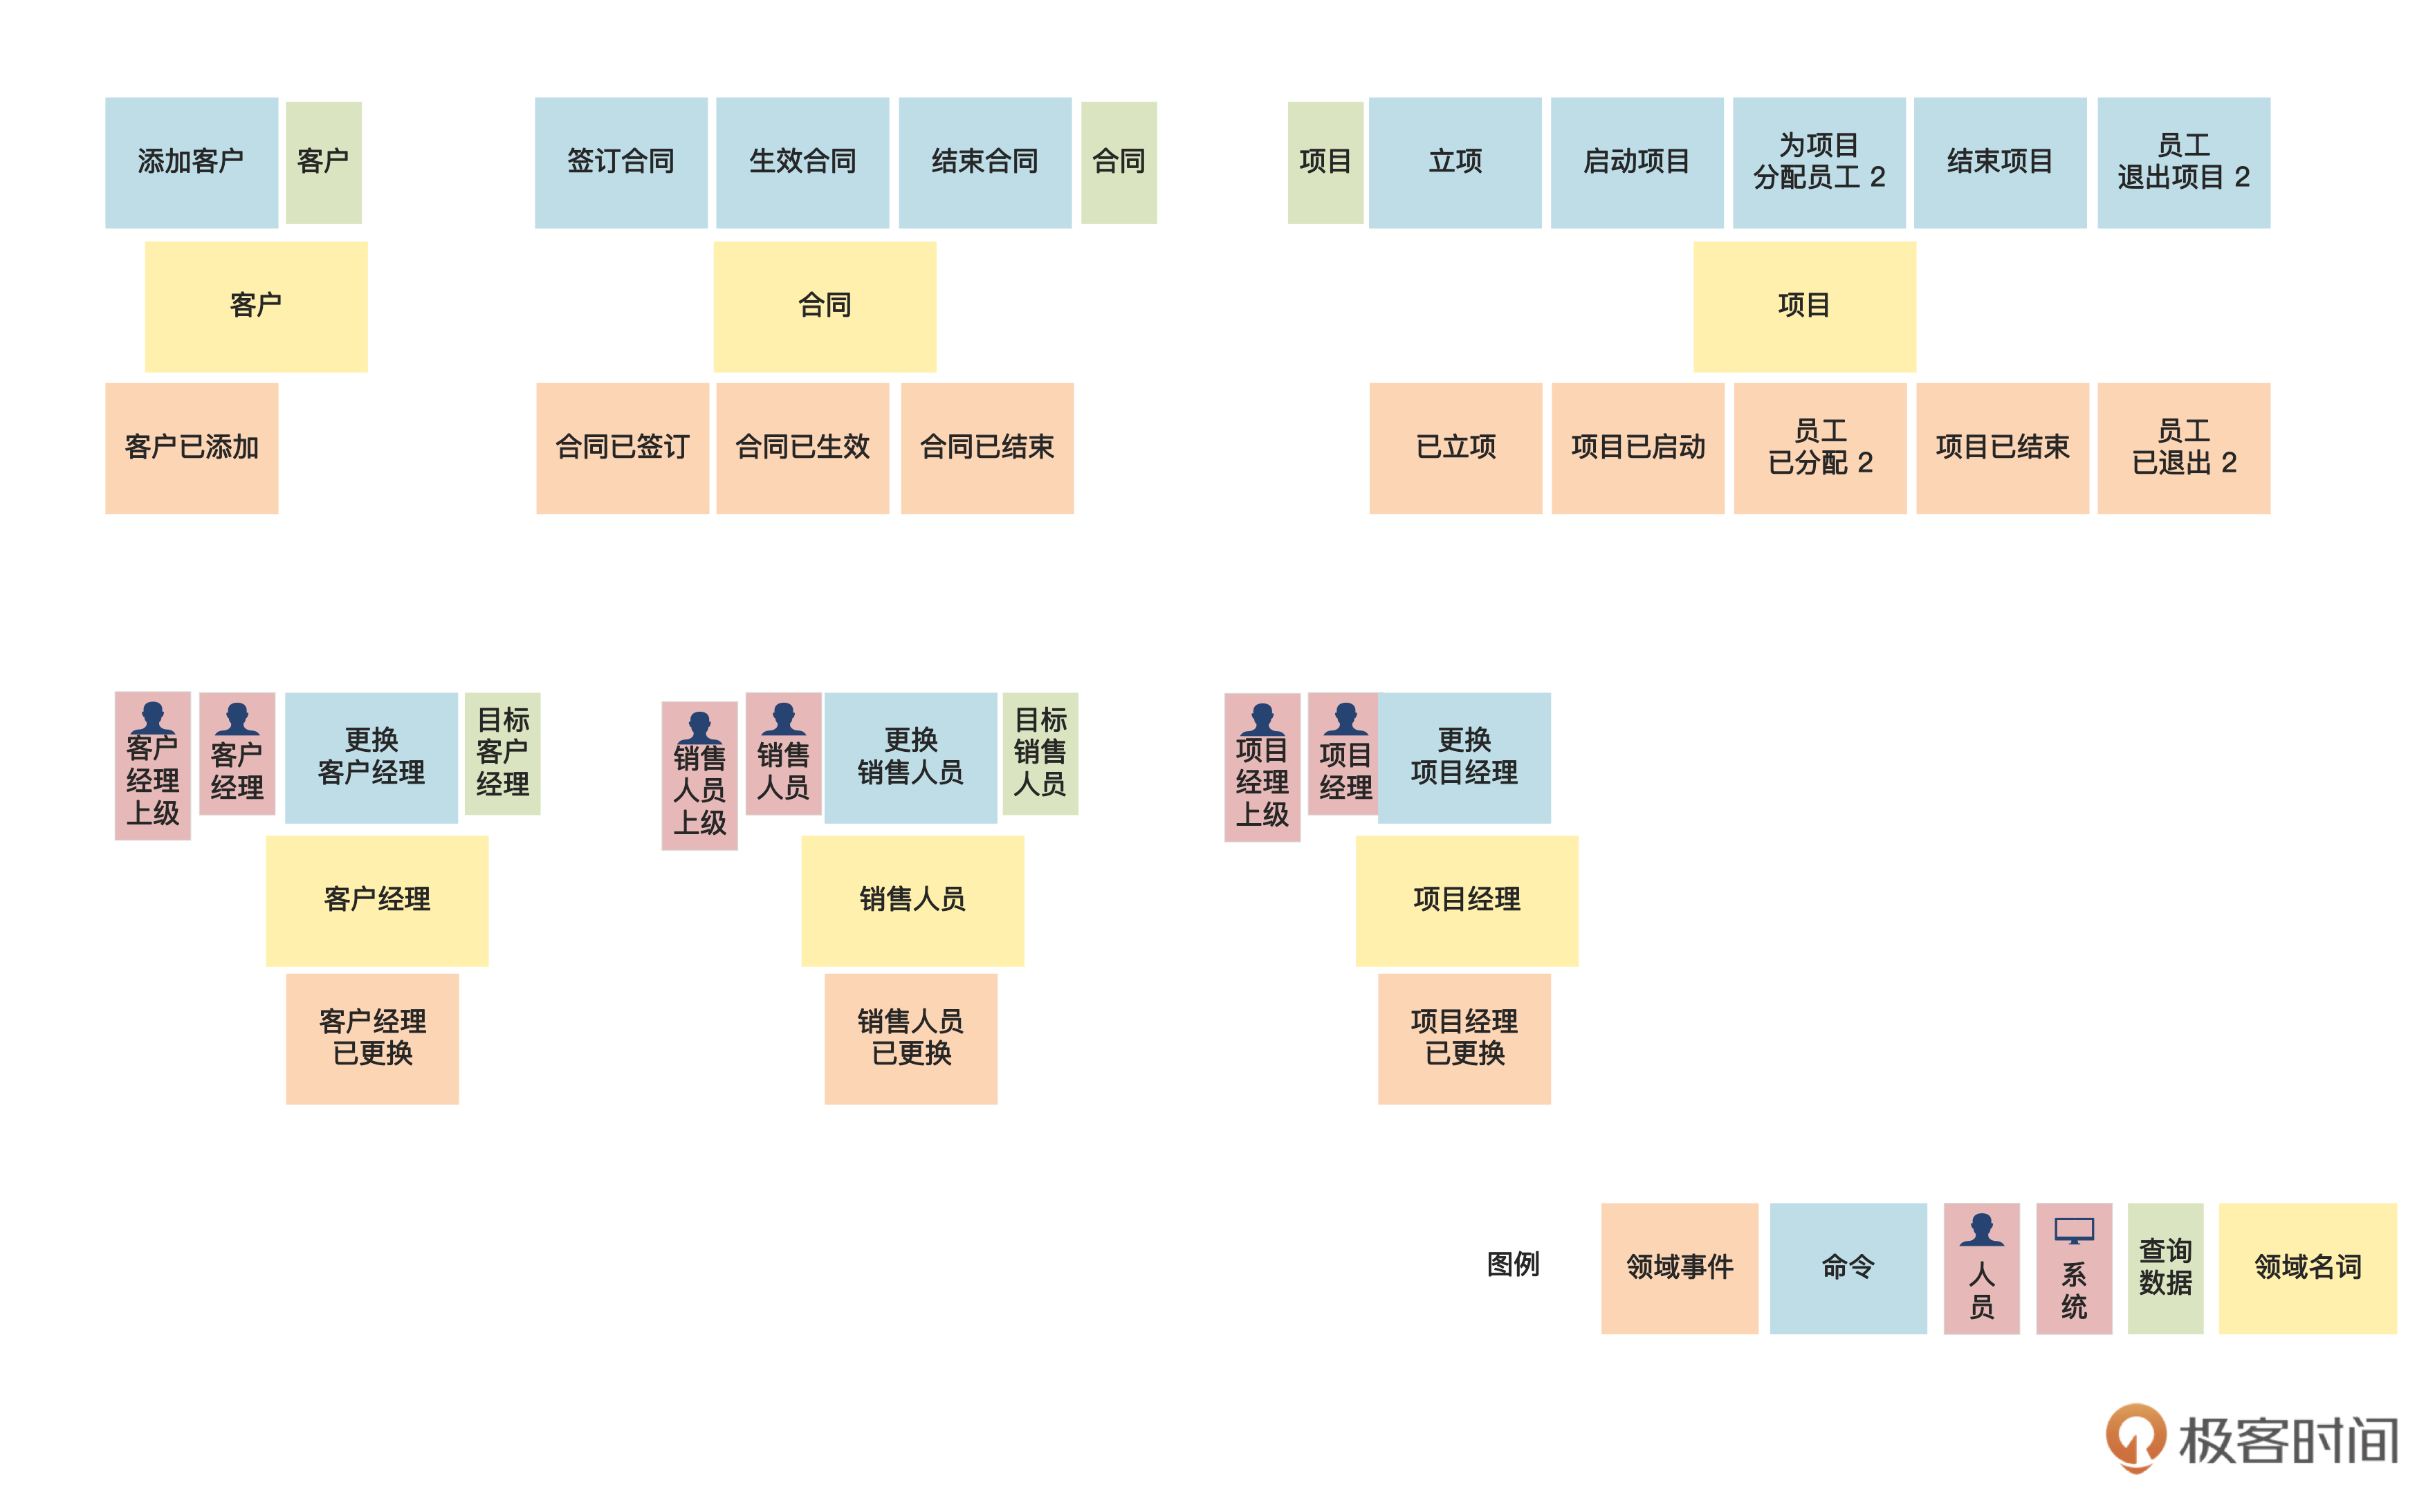 添加客户
客户
签订合同
生效合同
结束合同
合同
项目
立项
启动项目
为项目
分配员工 2
结束项目
员工
退出项目 2
客户
合同
项目
客户已添加
合同已签订
合同已生效
合同已结束
已立项
项目已启动
员工
已分配 2
项目已结束
员工
已退出 2
客户
经理
上级
客户
经理
更换
客户经理
目标
客户
经理
销售
人员
上级
销售
人员
更换
销售人员
目标
销售
人员
项目
经理
上级
项目
经理
更换
项目经理
客户经理
销售人员
项目经理
客户经理
已更换
销售人员
已更换
项目经理
已更换
图例
领域事件
命令
人
员
系
统
查询
数据
领域名词
极客时间